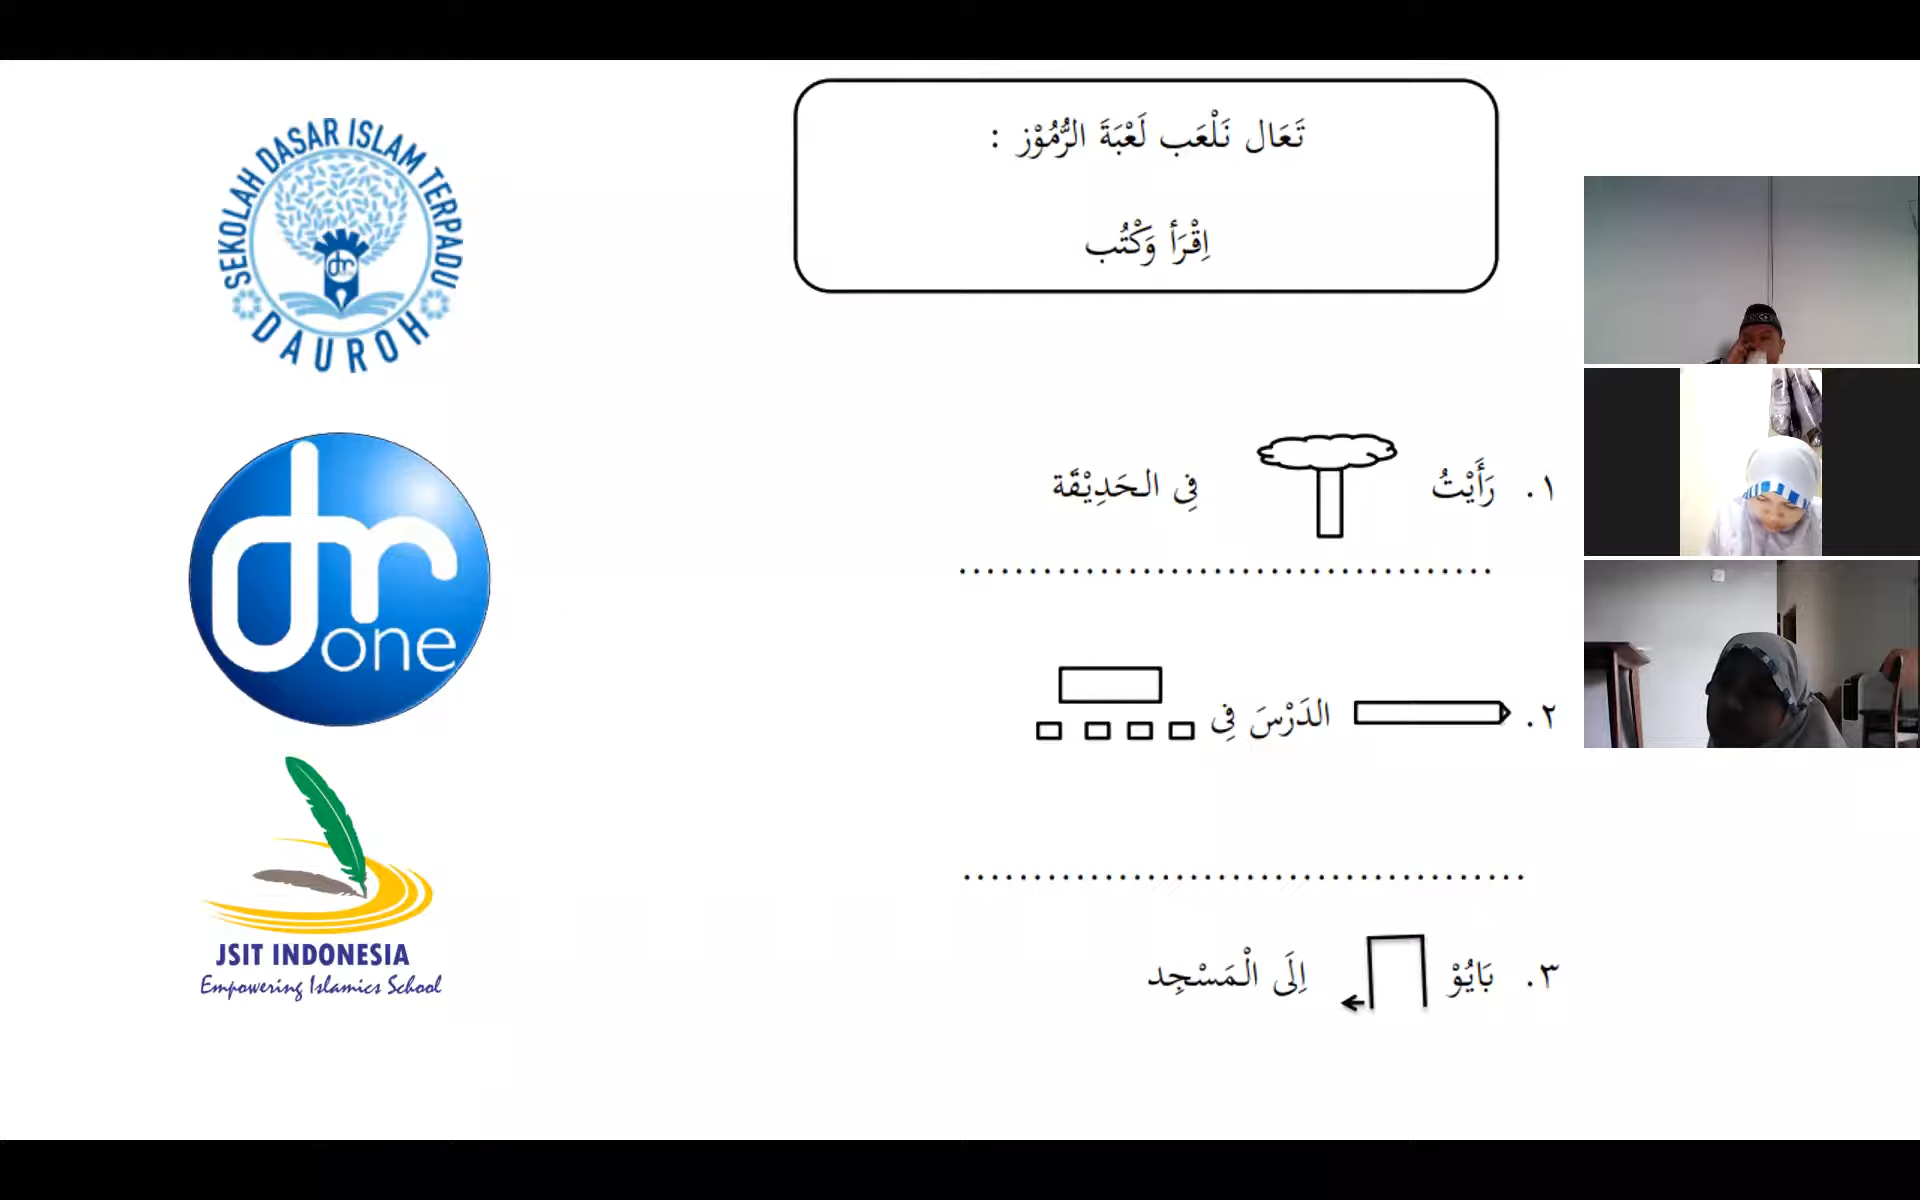 تَعَال نَلْعَب لَعْبَةَ الرُّمُوْز :
اِقْرَأ وَكْتُب
SEKOLAH DASAR ISLAM TERPADU
DAUROH
dr
١. رَأَيْتُ فِى الحَدِيْقَة
......................................
dr one
٢. الدَرْسَ فِى
........................................
٣. بَايُوْ اِلَى الْمَسْجِد
JSIT INDONESIA
Empowering Islamics School